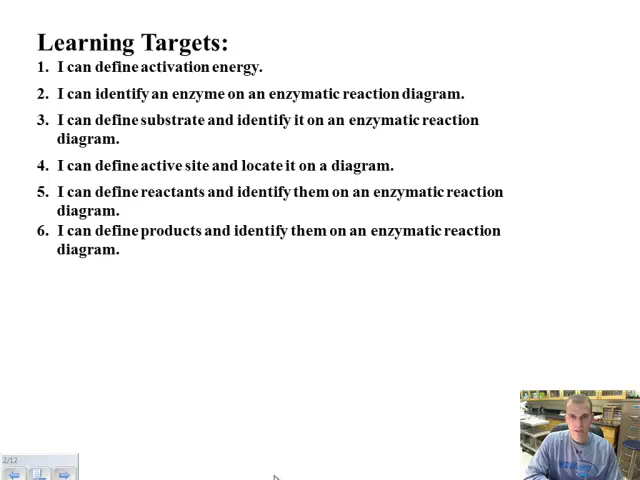 Learning Targets:
1. I can define activation energy.
2. I can identify an enzyme on an enzymatic reaction diagram.
3. I can define substrate and identify it on an enzymatic reaction
diagram.
4. I can define active site and locate it on a diagram.
5. I can define reactants and identify them on an enzymatic reaction
diagram.
6. I can define products and identify them on an enzymatic reaction
diagram.
2/12